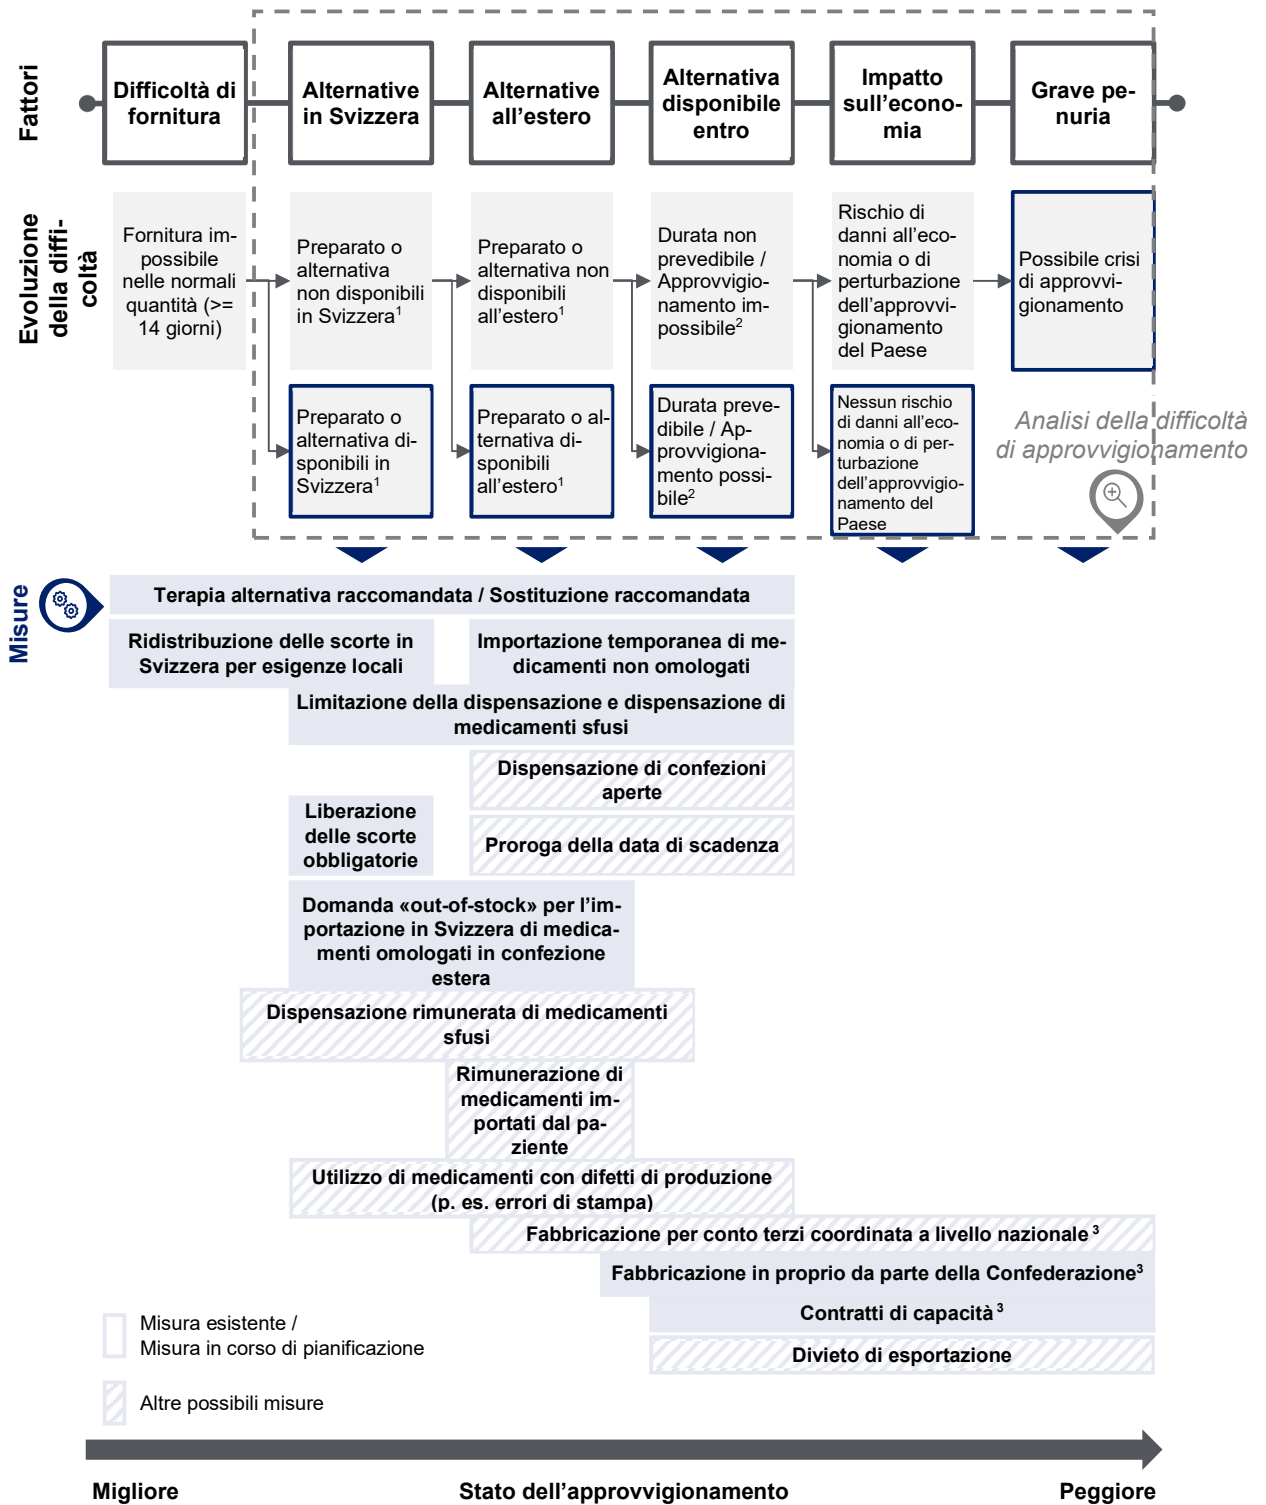 Fattori
Difficoltà di
fornitura
Alternative
in Svizzera
Alternative
all'estero
Alternativa
disponibile
entro
Impatto
sull'econo-
mia
Grave pe-
nuria
Evoluzione
della diffi-
coltà
Fornitura im-
possibile
nelle normali
quantità (>=
14 giorni)
Preparato o
alternativa
non disponibili
in Svizzera1
Preparato o
alternativa non
disponibili
all'estero1
Durata non
prevedibile /
Approvvigio-
namento im-
possibile2
Rischio di
danni all'eco-
nomia o di
perturbazione
dell'approvvi-
gionamento
del Paese
Possibile crisi
di approvvi-
gionamento
Preparato o
alternativa di-
sponibili in
Svizzera1
Preparato o al-
ternativa di-
sponibili
all'estero1
Durata preve-
dibile / Ap-
provvigiona-
mento possi-
bile2
Nessun rischio
di danni all'eco-
nomia o di per-
turbazione
dell'approvvigio-
namento del
Paese
Analisi della difficoltà
di approvvigionamento
Misure
Terapia alternativa raccomandata / Sostituzione raccomandata
Ridistribuzione delle scorte in
Svizzera per esigenze locali
Importazione temporanea di me-
dicamenti non omologati
Limitazione della dispensazione e dispensazione di
medicamenti sfusi
Dispensazione di confezioni
aperte
Liberazione
delle scorte
obbligatorie
Proroga della data di scadenza
Domanda «out-of-stock» per l'im-
portazione in Svizzera di medica-
menti omologati in confezione
estera
Dispensazione rimunerata di medicamenti
sfusi
Rimunerazione di
medicamenti im-
portati dal pa-
ziente
Utilizzo di medicamenti con difetti di produzione
(p. es. errori di stampa)
Fabbricazione per conto terzi coordinata a livello nazionale 3
Fabbricazione in proprio da parte della Confederazione3
Contratti di capacità 3
Divieto di esportazione
Misura esistente /
Misura in corso di pianificazione
Altre possibili misure
Migliore
Stato dell'approvvigionamento
Peggiore